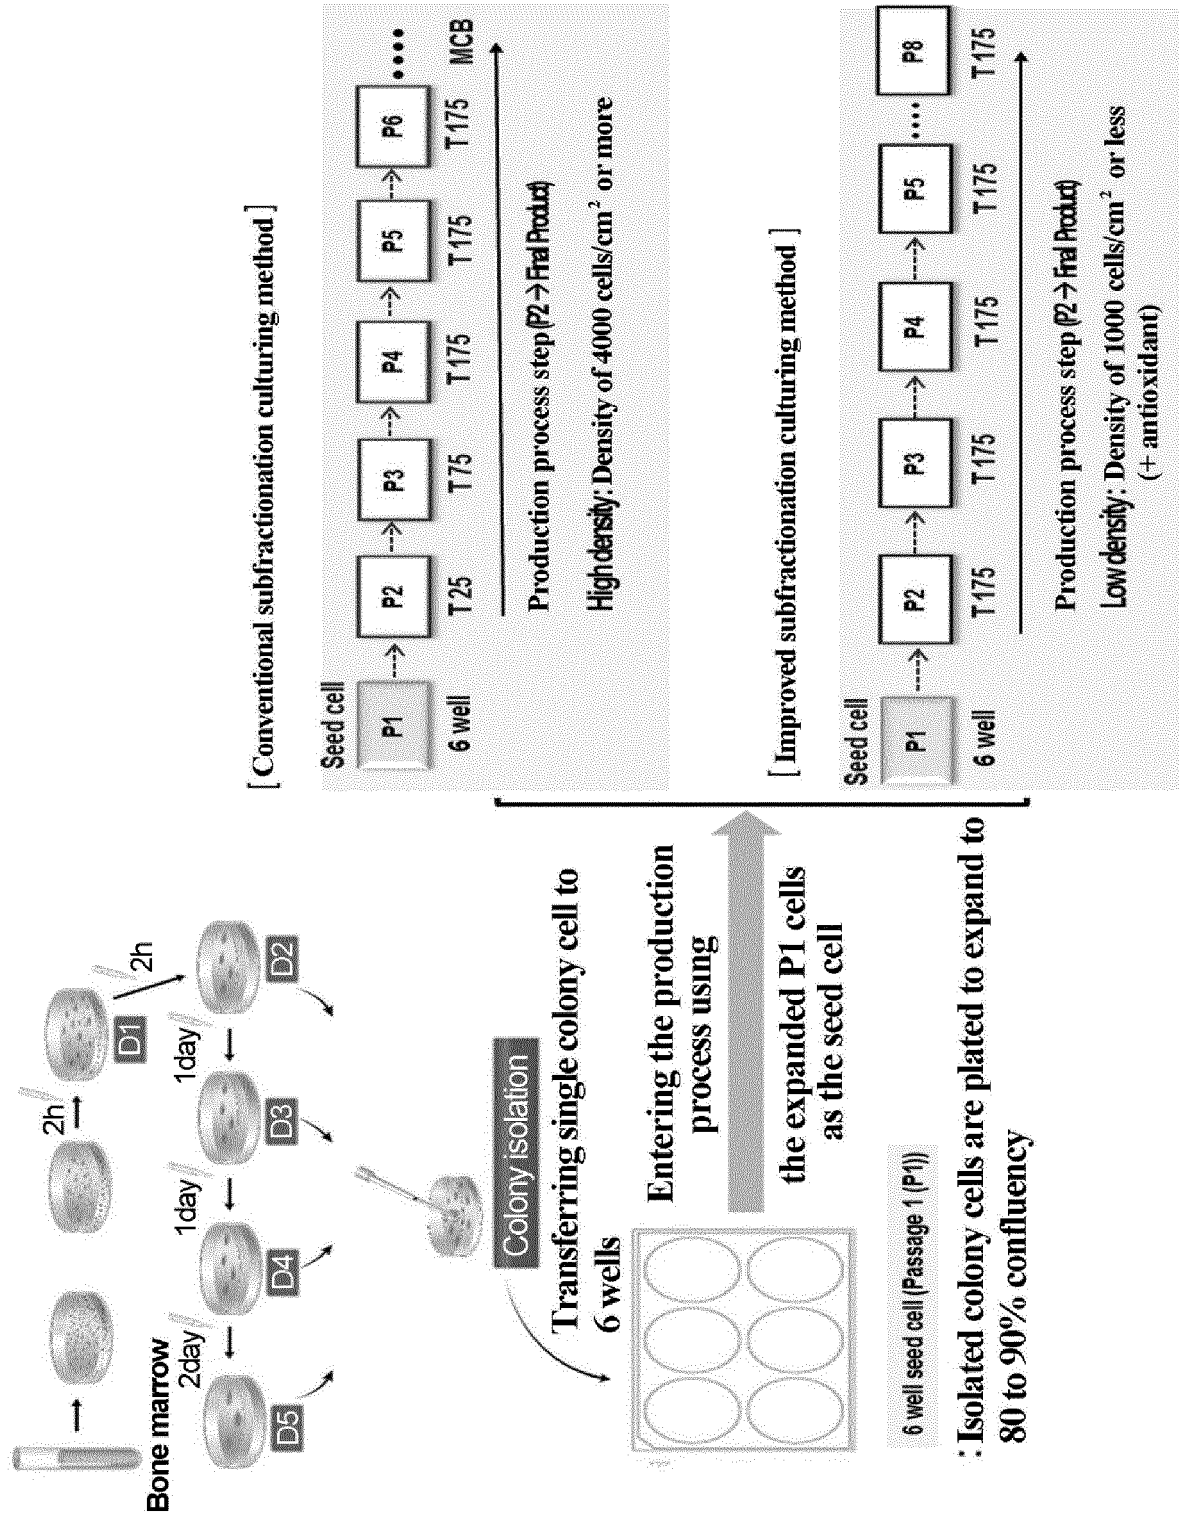 Bone marrow
2h
D1
2h
D2
1day
D3
1day
D4
2day
D5
Colony isolation
Transferring single colony cell to
6 wells
Entering the production
process using
the expanded P1 cells
as the seed cell
6 well seed cell (Passage 1 (P1))
: Isolated colony cells are plated to expand to
80 to 90% confluency
[ Conventional subfractionation culturing method ]
Seed cell
P1 P2 P3 P4 P5 P6 ....
6 well T25 T75 T175 T175 T175 MCB
Production process step (P2→Final Product)
High density: Density of 4000 cells/cm² or more
[ Improved subfractionation culturing method ]
Seed cell
P1 P2 P3 P4 P5 .... P8
6 well T175 T175 T175 T175 T175
Production process step (P2→Final Product)
Low density: Density of 1000 cells/cm² or less
(+ antioxidant)